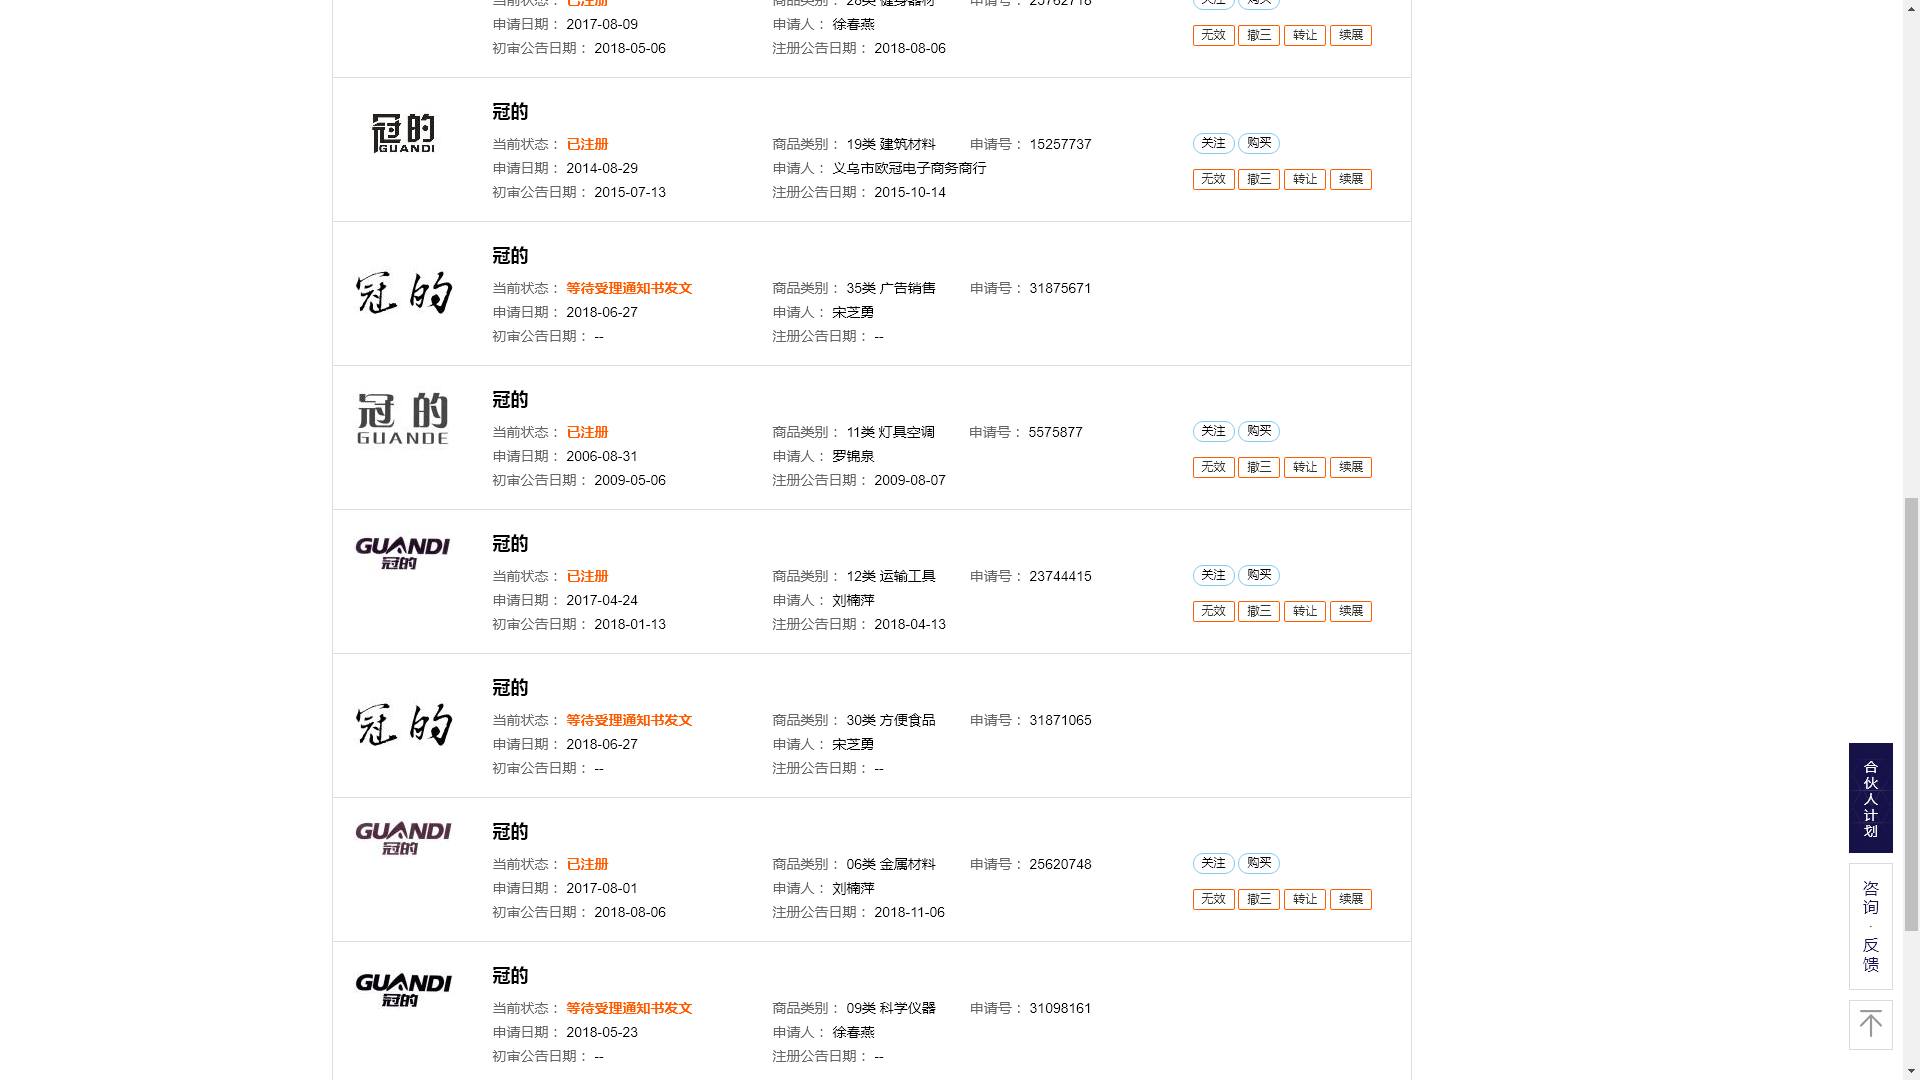 当前状态： 已注册 商品类别： 28类 健身器材 申请号： 25762718 关注 购买
申请日期： 2017-08-09 申请人： 徐春燕
无效 撤三 转让 续展
初审公告日期： 2018-05-06 注册公告日期： 2018-08-06
冠的
GUANDI
冠的
当前状态： 已注册 商品类别： 19类 建筑材料 申请号： 15257737 关注 购买
申请日期： 2014-08-29 申请人： 义乌市欧冠电子商务商行
无效 撤三 转让 续展
初审公告日期： 2015-07-13 注册公告日期： 2015-10-14
冠的
冠的
当前状态： 等待受理通知书发文 商品类别： 35类 广告销售 申请号： 31875671
申请日期： 2018-06-27 申请人： 宋芝勇
初审公告日期： -- 注册公告日期： --
冠的
GUANDE
冠的
当前状态： 已注册 商品类别： 11类 灯具空调 申请号： 5575877 关注 购买
申请日期： 2006-08-31 申请人： 罗锦泉
无效 撤三 转让 续展
初审公告日期： 2009-05-06 注册公告日期： 2009-08-07
GUANDI
冠的
冠的
当前状态： 已注册 商品类别： 12类 运输工具 申请号： 23744415 关注 购买
申请日期： 2017-04-24 申请人： 刘楠萍
无效 撤三 转让 续展
初审公告日期： 2018-01-13 注册公告日期： 2018-04-13
冠的
冠的
当前状态： 等待受理通知书发文 商品类别： 30类 方便食品 申请号： 31871065
申请日期： 2018-06-27 申请人： 宋芝勇
初审公告日期： -- 注册公告日期： --
GUANDI
冠的
冠的
当前状态： 已注册 商品类别： 06类 金属材料 申请号： 25620748 关注 购买
申请日期： 2017-08-01 申请人： 刘楠萍
无效 撤三 转让 续展
初审公告日期： 2018-08-06 注册公告日期： 2018-11-06
GUANDI
冠的
冠的
当前状态： 等待受理通知书发文 商品类别： 09类 科学仪器 申请号： 31098161
申请日期： 2018-05-23 申请人： 徐春燕
初审公告日期： -- 注册公告日期： --
合伙人计划
咨询·反馈